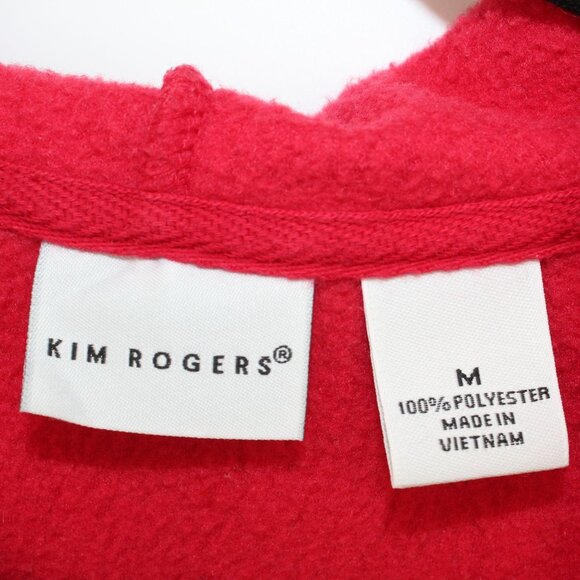 KIM ROGERS®
M
100% POLYESTER
MADE IN
VIETNAM